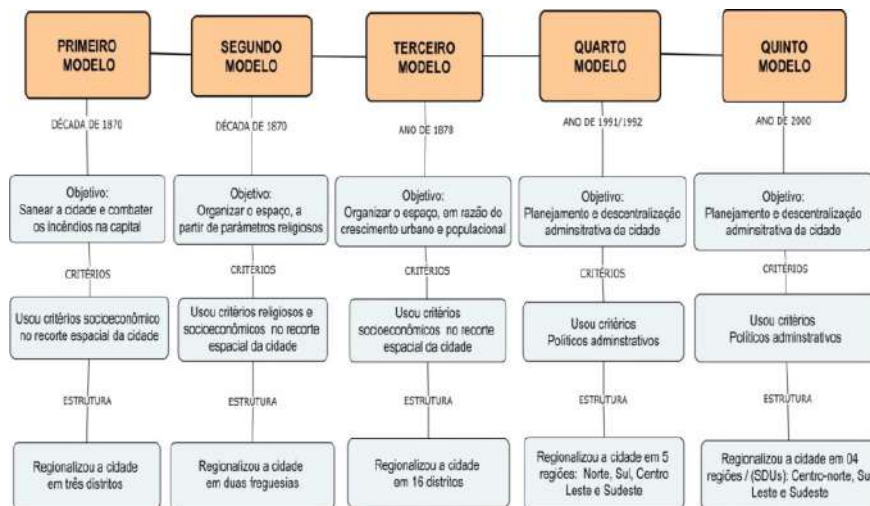 PRIMEIRO
MODELO
SEGUNDO
MODELO
TERCEIRO
MODELO
QUARTO
MODELO
QUINTO
MODELO
DÉCADA DE 1870
DÉCADA DE 1870
ANO DE 1878
ANO DE 1991/1992
ANO DE 2000
Objetivo:
Sanear a cidade e combater
os incêndios na capital
Objetivo:
Organizar o espaço, a
partir de parâmetros religiosos
Objetivo:
Organizar o espaço, em razão do
crescimento urbano e populacional
Objetivo:
Planejamento e descentralização
adminsitrativa da cidade
Objetivo:
Planejamento e descentralização
adminsitrativa da cidade
CRITÉRIOS
CRITÉRIOS
CRITÉRIOS
CRITÉRIOS
CRITÉRIOS
Usou critérios socioeconômico
no recorte espacial da cidade
Usou critérios religiosos e
socioeconômicos no recorte
espacial da cidade
Usou critérios
socioeconômicos no recorte
espacial da cidade
Usou critérios
Políticos adminstrativos
Usou critérios
Políticos adminstrativos
ESTRUTURA
ESTRUTURA
ESTRUTURA
ESTRUTURA
ESTRUTURA
Regionalizou a cidade
em três distritos
Regionalizou a cidade
em duas freguesias
Regionalizou a cidade
em 16 distritos
Regionalizou a cidade em 5
regiões: Norte, Sul, Centro
Leste e Sudeste
Regionalizou a cidade em 04
regiões / (SDUs): Centro-norte, Su
Leste e Sudeste